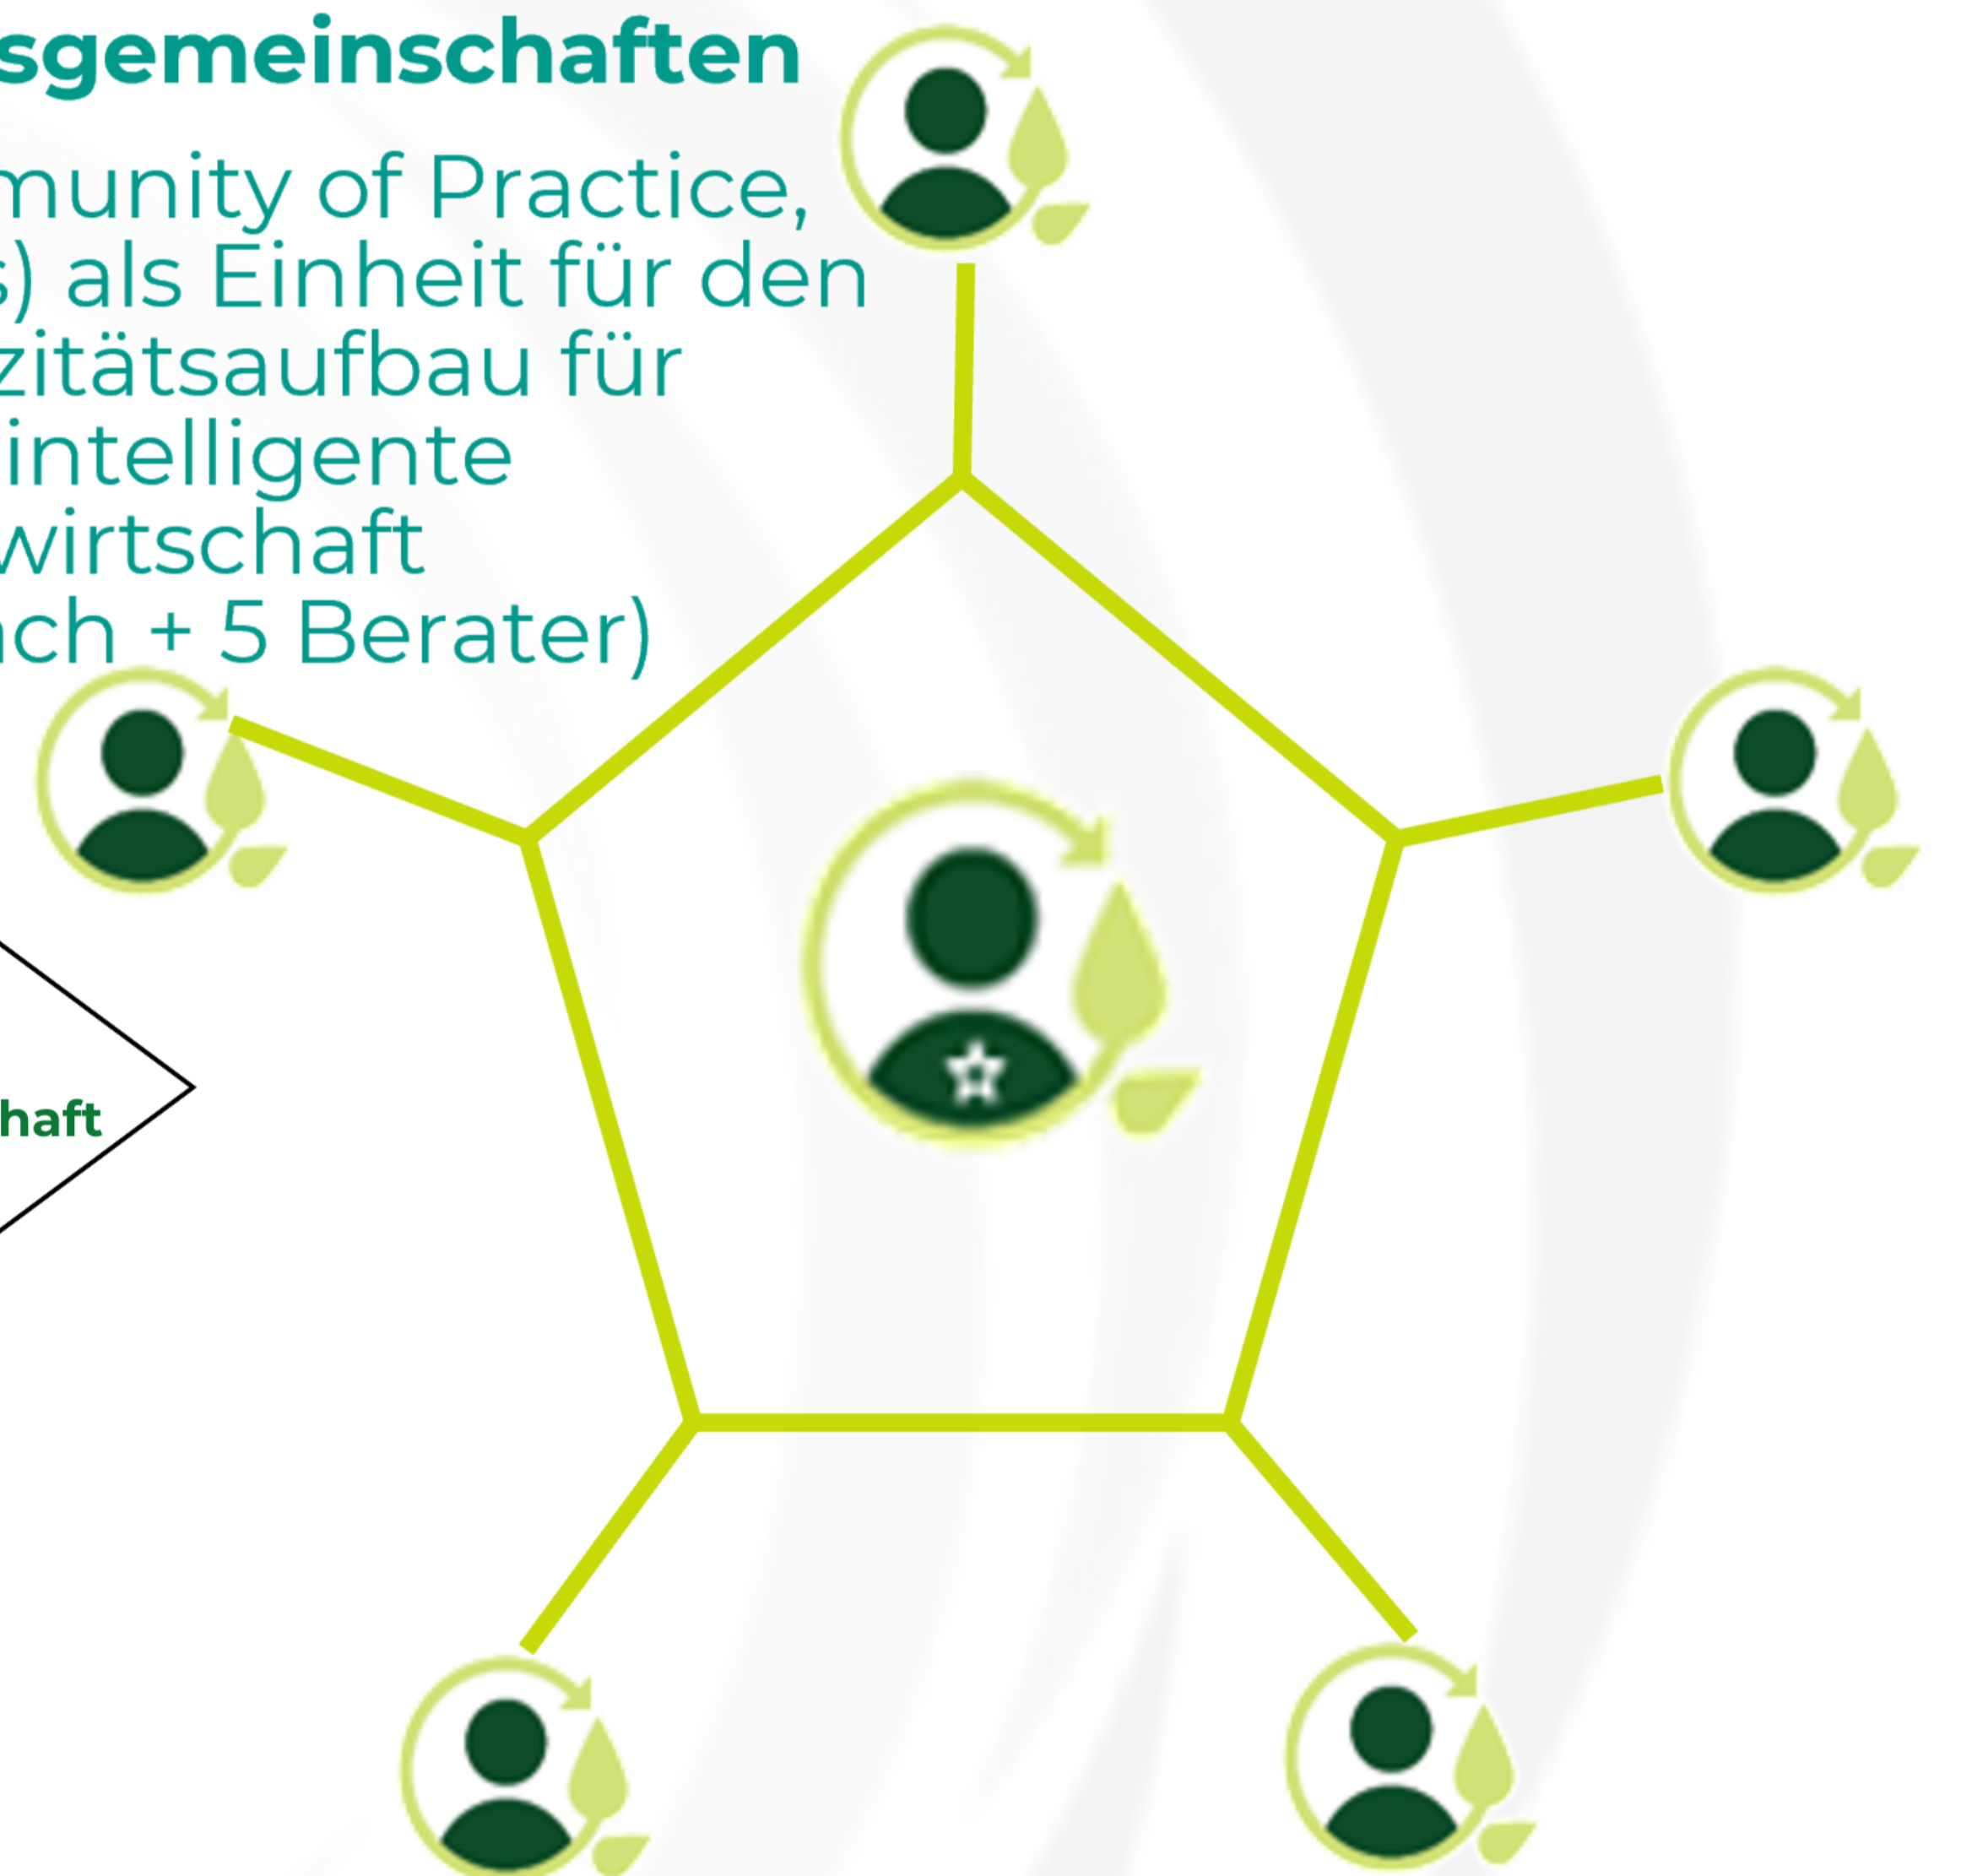 sgemeinschaften
munity of Practice,
s) als Einheit für den
zitätsaufbau für
intelligente
wirtschaft
ach + 5 Berater)
haft